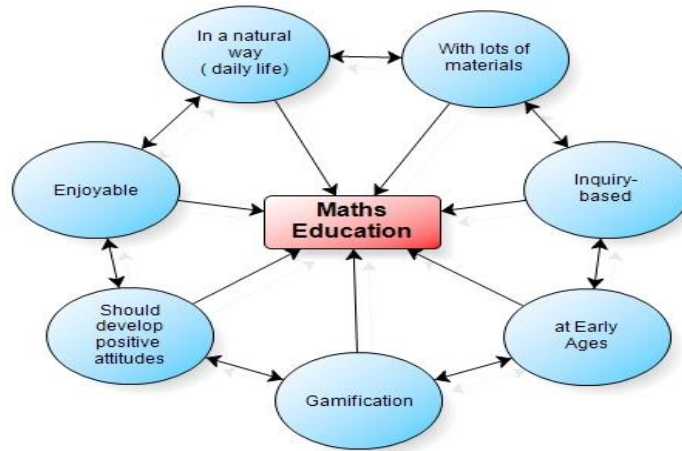 In a natural
way
( daily life)
With lots of
materials
Enjoyable
Maths
Education
Inquiry-
based
Should
develop
positive
attitudes
at Early
Ages
Gamification